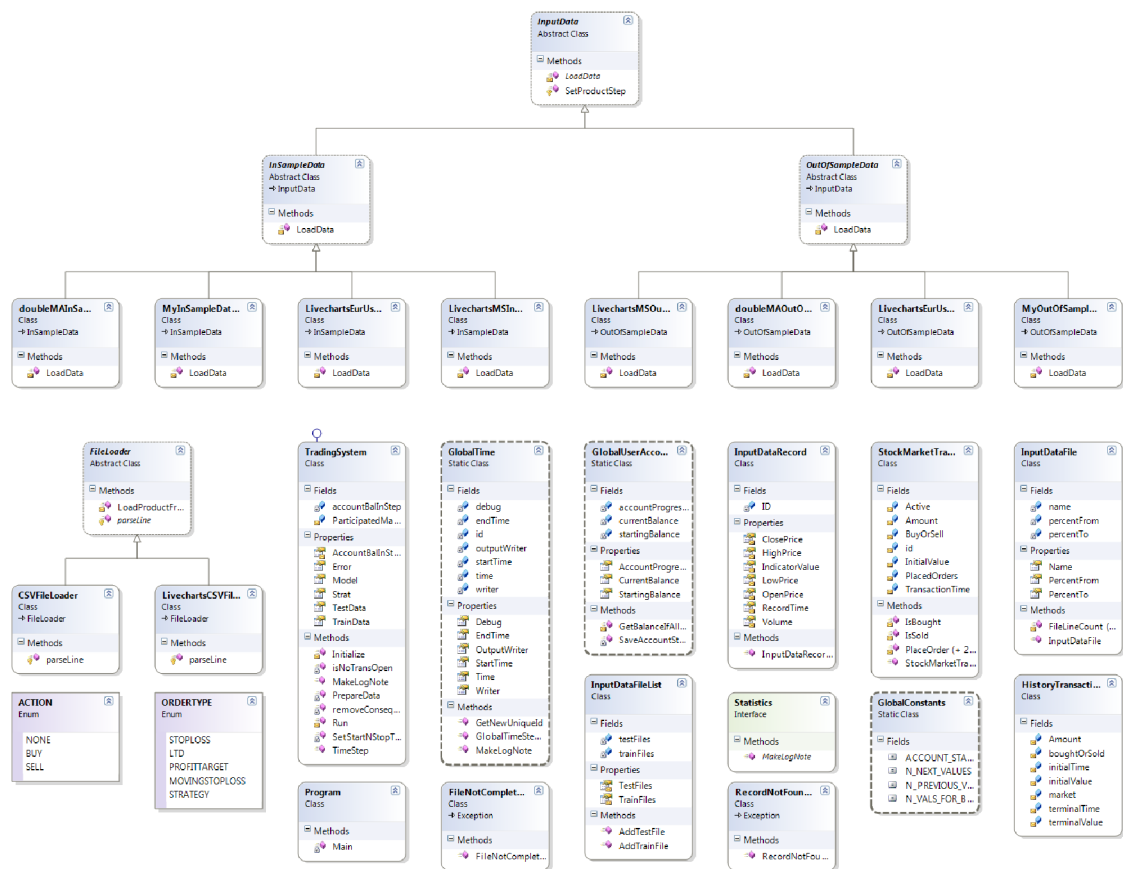 InputData
Abstract Class
Methods
LoadData
SetProductStep
InSampleData
Abstract Class
InputData
Methods
LoadData
OutOfSampleData
Abstract Class
InputData
Methods
LoadData
doubleMAInSa...
Class
InSampleData
Methods
LoadData
MyInSampleDat...
Class
InSampleData
Methods
LoadData
LivechartsEurUs...
Class
InSampleData
Methods
LoadData
LivechartsMSIn...
Class
InSampleData
Methods
LoadData
LivechartsMSOu...
Class
OutOfSampleData
Methods
LoadData
doubleMAOutO...
Class
OutOfSampleData
Methods
LoadData
LivechartsEurUs...
Class
OutOfSampleData
Methods
LoadData
MyOutOfSampl...
Class
OutOfSampleData
Methods
LoadData
FileLoader
Abstract Class
Methods
LoadProductFr...
parseLine
CSVFileLoader
Class
FileLoader
Methods
parseLine
LivechartsCSVFil...
Class
FileLoader
Methods
parseLine
ACTION
Enum
NONE
BUY
SELL
ORDERTYPE
Enum
STOPLOSS
LTD
PROFITTARGET
MOVINGSTOPLOSS
STRATEGY
TradingSystem
Class
Fields
accountBalInStep
ParticipatedMa...
Properties
AccountBalInSt...
Error
Model
Strat
TestData
TrainData
Methods
Initialize
isNoTransOpen
MakeLogNote
PrepareData
removeConseq...
Run
SetStartNStopT...
TimeStep
Program
Class
Methods
Main
GlobalTime
Static Class
Fields
debug
endTime
id
outputWriter
startTime
time
writer
Properties
Debug
EndTime
OutputWriter
StartTime
Time
Writer
Methods
GetNewUniqueId
GlobalTimeSte...
MakeLogNote
FileNotComplet...
Class
Exception
Methods
FileNotComplet...
GlobalUserAcco...
Static Class
Fields
accountProgres...
currentBalance
startingBalance
Properties
AccountProgre...
CurrentBalance
StartingBalance
Methods
GetBalanceIfAll...
SaveAccountSt...
InputDataFileList
Class
Fields
testFiles
trainFiles
Properties
TestFiles
TrainFiles
Methods
AddTestFile
AddTrainFile
InputDataRecord
Class
Fields
ID
Properties
ClosePrice
HighPrice
IndicatorValue
LowPrice
OpenPrice
RecordTime
Volume
Methods
InputDataRecor...
Statistics
Interface
Methods
MakeLogNote
RecordNotFoun...
Class
Exception
Methods
RecordNotFou...
StockMarketTra...
Class
Fields
Active
Amount
BuyOrSell
id
InitialValue
PlacedOrders
TransactionTime
Methods
IsBought
IsSold
PlaceOrder (+ 2...
StockMarketTra...
GlobalConstants
Static Class
Fields
ACCOUNT_STA...
N_NEXT_VALUES
N_PREVIOUS_V...
N_VALS_FOR_B...
InputDataFile
Class
Fields
name
percentFrom
percentTo
Properties
Name
PercentFrom
PercentTo
Methods
FileLineCount (...
InputDataFile
HistoryTransacti...
Class
Fields
Amount
boughtOrSold
initialTime
initialValue
market
terminalTime
terminalValue